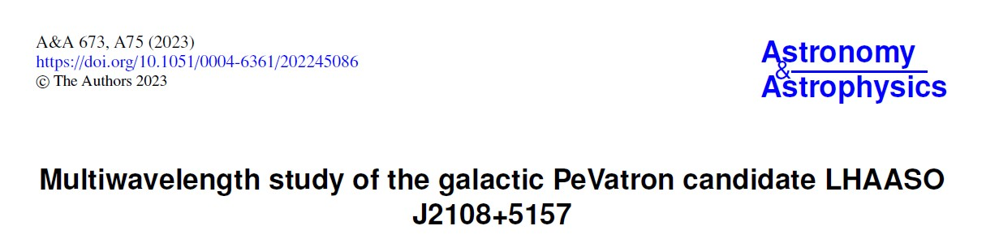 A&A 673, A75 (2023)
https://doi.org/10.1051/0004-6361/202245086
© The Authors 2023
Astronomy
&
Astrophysics
Multiwavelength study of the galactic PeVatron candidate LHAASO
J2108+5157